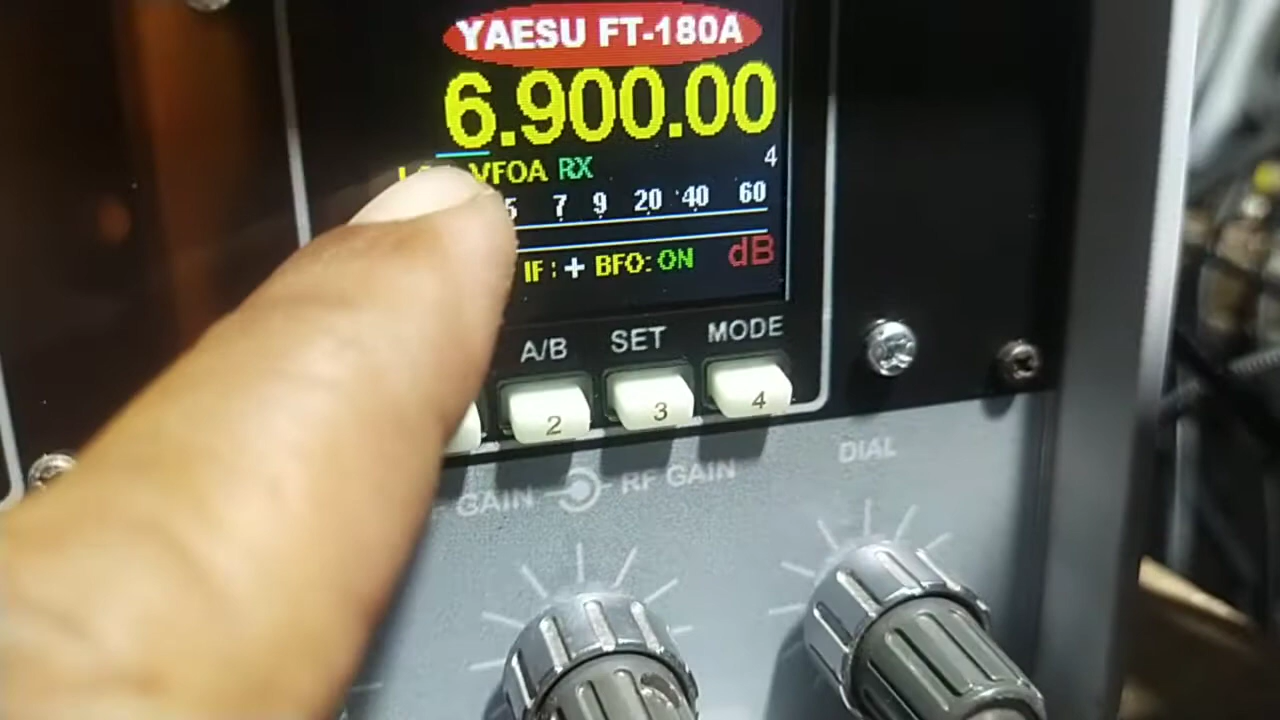 YAESU FT-180A
6.900.00
VFOA RX 4
7 9 20 40 60
IF : + BFO: ON dB
A/B SET MODE
2 3 4
GAIN RF GAIN
DIAL